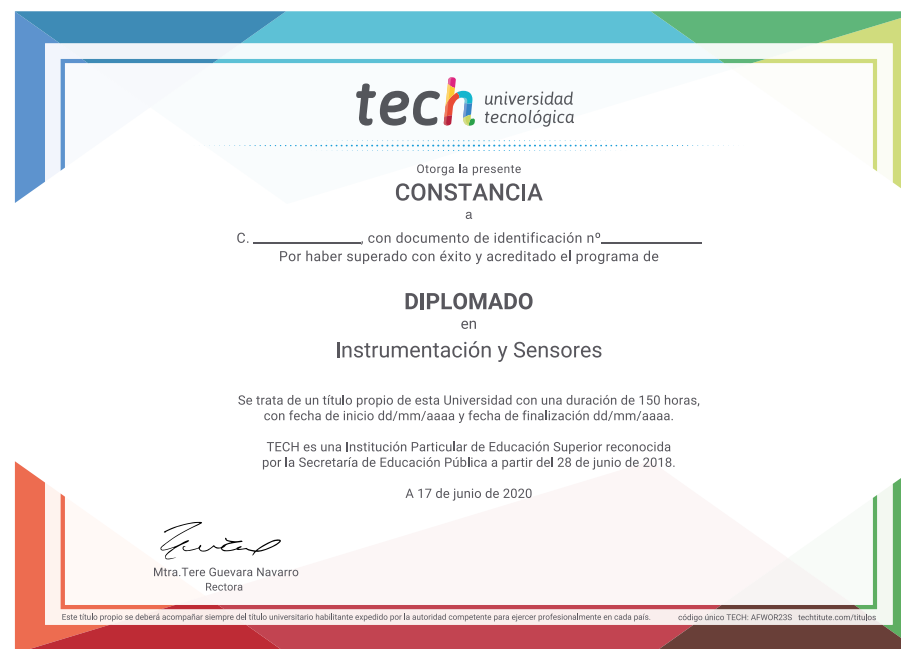 tech universidad
tecnológica
Otorga la presente
CONSTANCIA
a
C. ______________, con documento de identificación nº_____________
Por haber superado con éxito y acreditado el programa de
DIPLOMADO
en
Instrumentación y Sensores
Se trata de un título propio de esta Universidad con una duración de 150 horas,
con fecha de inicio dd/mm/aaaa y fecha de finalización dd/mm/aaaa.
TECH es una Institución Particular de Educación Superior reconocida
por la Secretaría de Educación Pública a partir del 28 de junio de 2018.
A 17 de junio de 2020
Mtra.Tere Guevara Navarro
Rectora
Este título propio se deberá acompañar siempre del título universitario habilitante expedido por la autoridad competente para ejercer profesionalmente en cada país. código único TECH: AFWOR23S techtitute.com/titulos